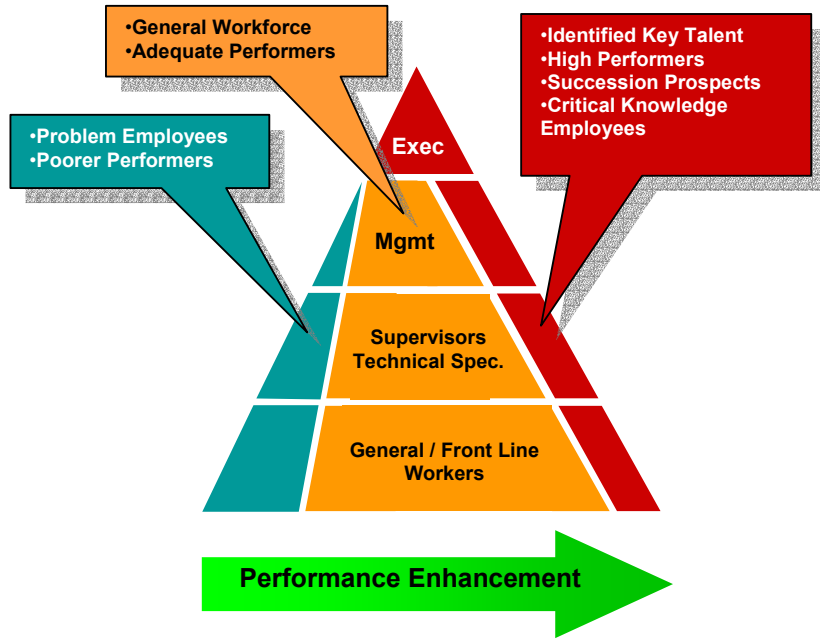 •General Workforce
•Adequate Performers
•Identified Key Talent
•High Performers
•Succession Prospects
•Critical Knowledge
Employees
•Problem Employees
•Poorer Performers
Exec
Mgmt
Supervisors
Technical Spec.
General / Front Line
Workers
Performance Enhancement